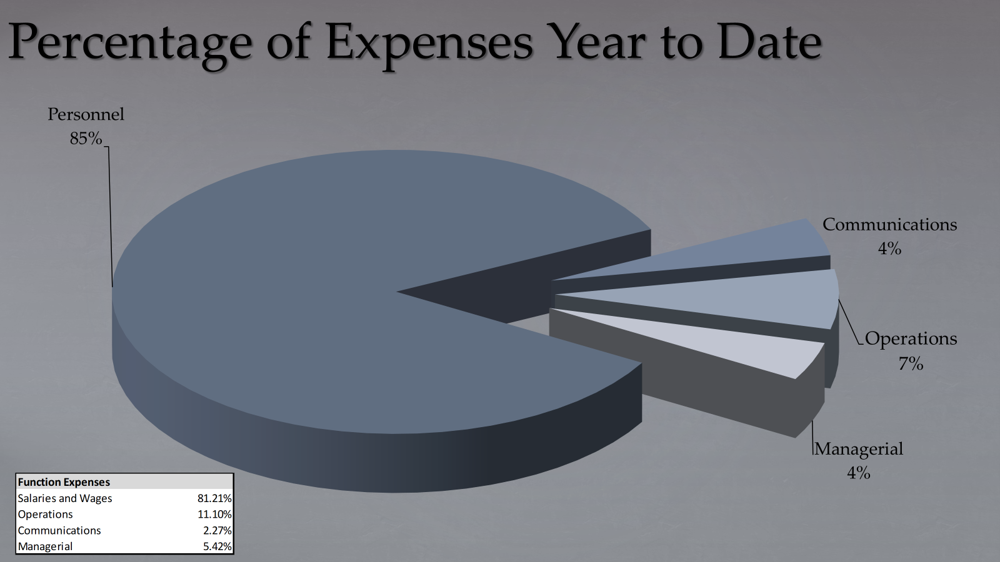 Percentage of Expenses Year to Date
Personnel
85%
Communications
4%
Operations
7%
Managerial
4%
Function Expenses
Salaries and Wages 81.21%
Operations 11.10%
Communications 2.27%
Managerial 5.42%